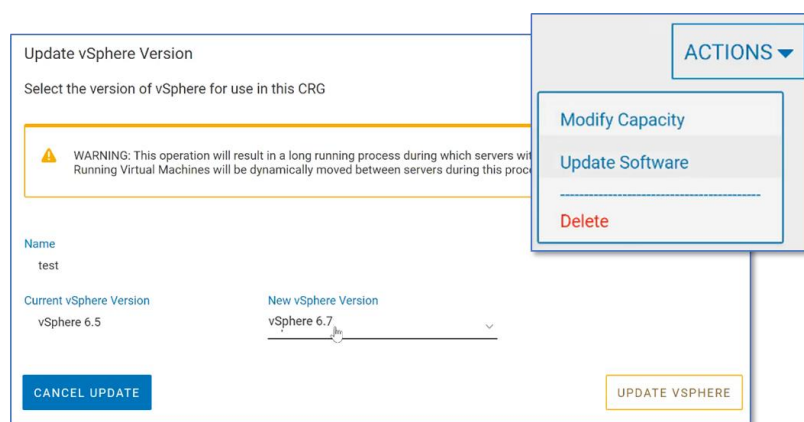 Update vSphere Version
Select the version of vSphere for use in this CRG
WARNING: This operation will result in a long running process during which servers
Running Virtual Machines will be dynamically moved between servers during this
Name
test
Current vSphere Version
New vSphere Version
vSphere 6.5
vSphere 6.7
CANCEL UPDATE
UPDATE VSPHERE
ACTIONS
Modify Capacity
Update Software
Delete